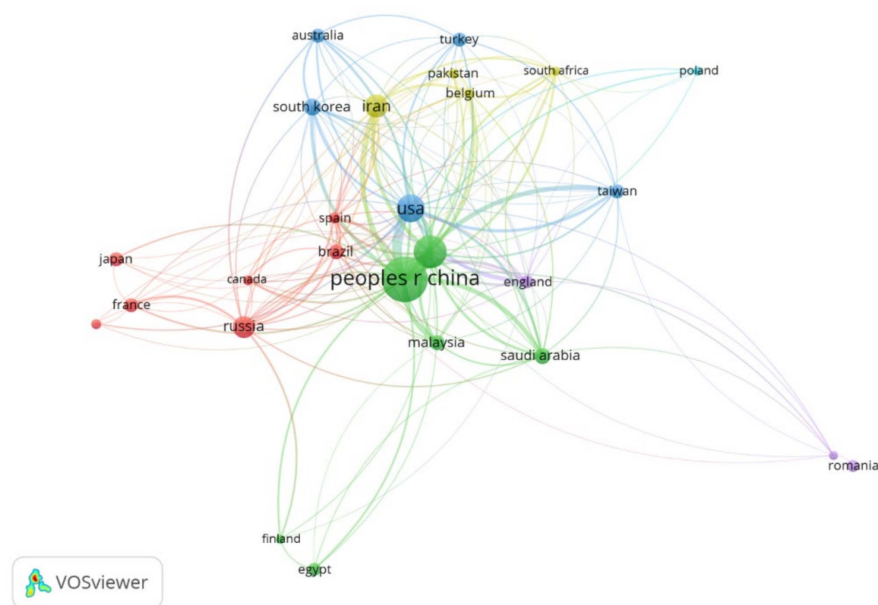 australia
turkey
pakistan
south africa
poland
belgium
south korea
iran
taiwan
usa
spain
brazil
japan
canada
peoples r china
england
france
russia
malaysia
saudi arabia
romania
finland
egypt
VOSviewer